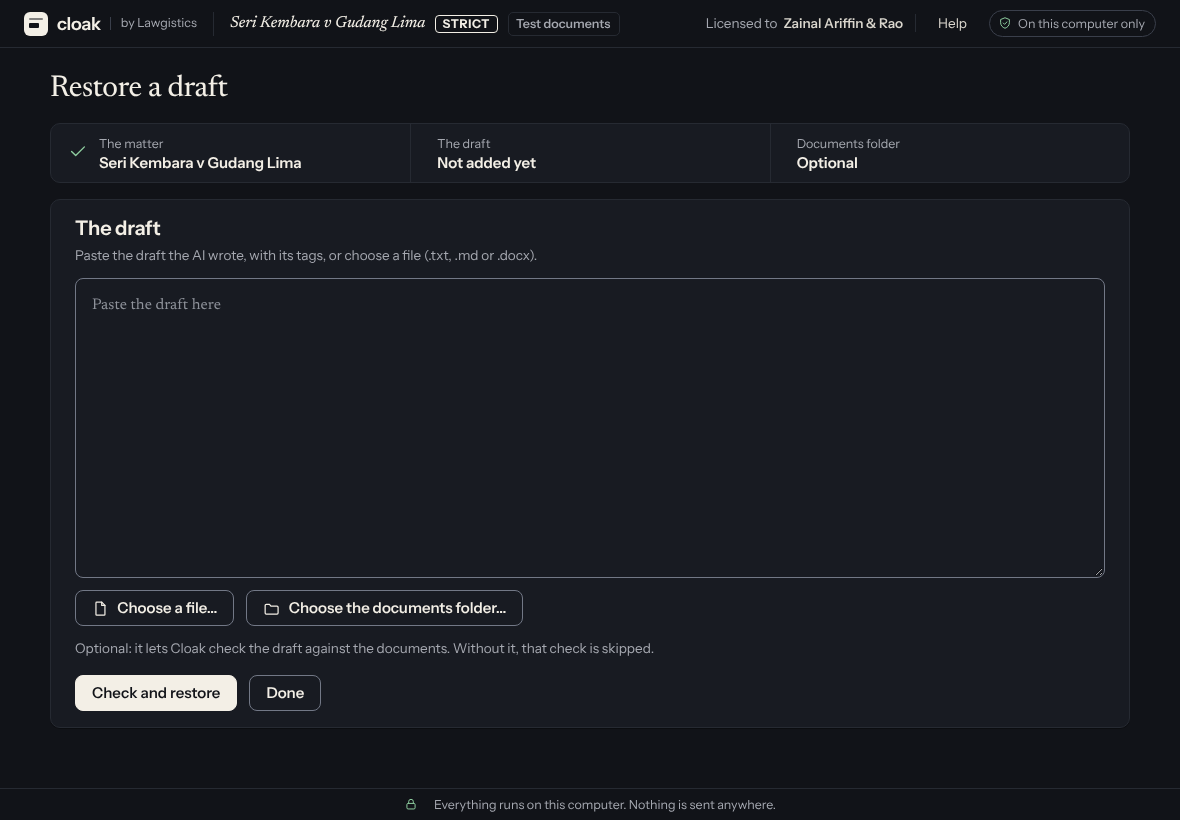 cloak by Lawgistics Seri Kembara v Gudang Lima STRICT Test documents Licensed to Zainal Ariffin & Rao Help On this computer only
Restore a draft
The matter
Seri Kembara v Gudang Lima
The draft
Not added yet
Documents folder
Optional
The draft
Paste the draft the AI wrote, with its tags, or choose a file (.txt, .md or .docx).
Paste the draft here
Choose a file... Choose the documents folder...
Optional: it lets Cloak check the draft against the documents. Without it, that check is skipped.
Check and restore Done
Everything runs on this computer. Nothing is sent anywhere.